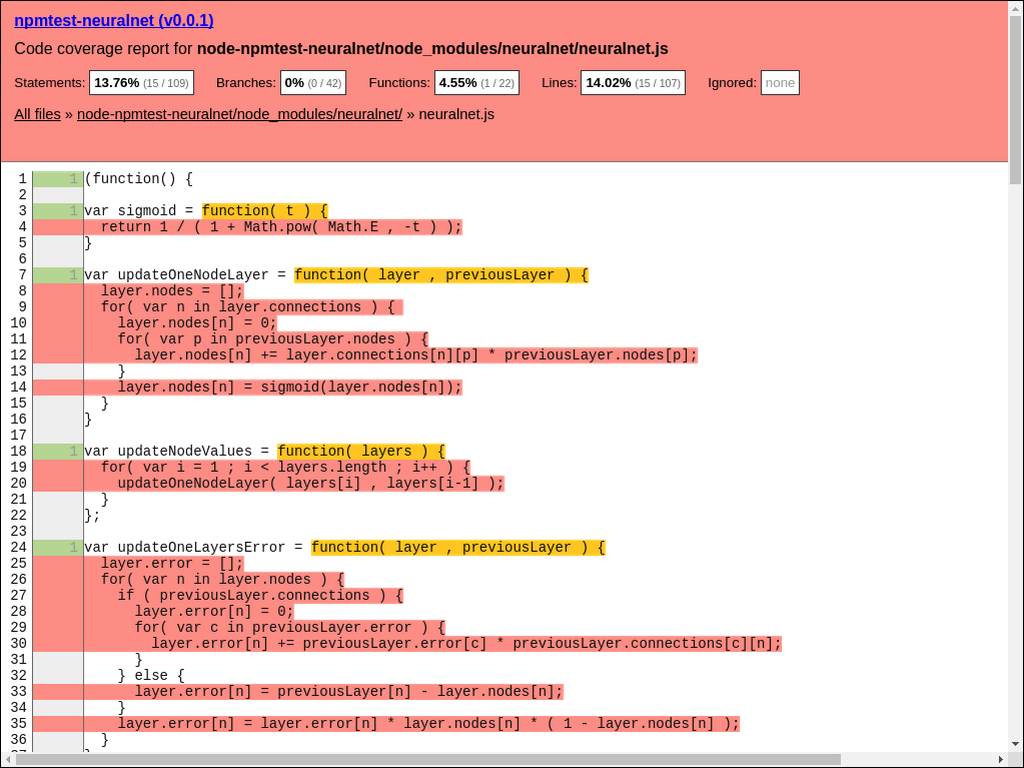 npmtest-neuralnet (v0.0.1)
Code coverage report for node-npmtest-neuralnet/node_modules/neuralnet/neuralnet.js
Statements: 13.76% (15 / 109) Branches: 0% (0 / 42) Functions: 4.55% (1 / 22) Lines: 14.02% (15 / 107) Ignored: none
All files » node-npmtest-neuralnet/node_modules/neuralnet/ » neuralnet.js
1 1 (function() {
2
3 1 var sigmoid = function( t ) {
4   return 1 / ( 1 + Math.pow( Math.E , -t ) );
5 }
6
7 1 var updateOneNodeLayer = function( layer , previousLayer ) {
8   layer.nodes = [];
9   for( var n in layer.connections ) {
10     layer.nodes[n] = 0;
11     for( var p in previousLayer.nodes ) {
12       layer.nodes[n] += layer.connections[n][p] * previousLayer.nodes[p];
13     }
14     layer.nodes[n] = sigmoid(layer.nodes[n]);
15   }
16 }
17
18 1 var updateNodeValues = function( layers ) {
19   for( var i = 1 ; i < layers.length ; i++ ) {
20     updateOneNodeLayer( layers[i] , layers[i-1] );
21   }
22 };
23
24 1 var updateOneLayersError = function( layer , previousLayer ) {
25   layer.error = [];
26   for( var n in layer.nodes ) {
27     if ( previousLayer.connections ) {
28       layer.error[n] = 0;
29       for( var c in previousLayer.error ) {
30         layer.error[n] += previousLayer.error[c] * previousLayer.connections[c][n];
31       }
32     } else {
33       layer.error[n] = previousLayer[n] - layer.nodes[n];
34     }
35     layer.error[n] = layer.error[n] * layer.nodes[n] * ( 1 - layer.nodes[n] );
36   }